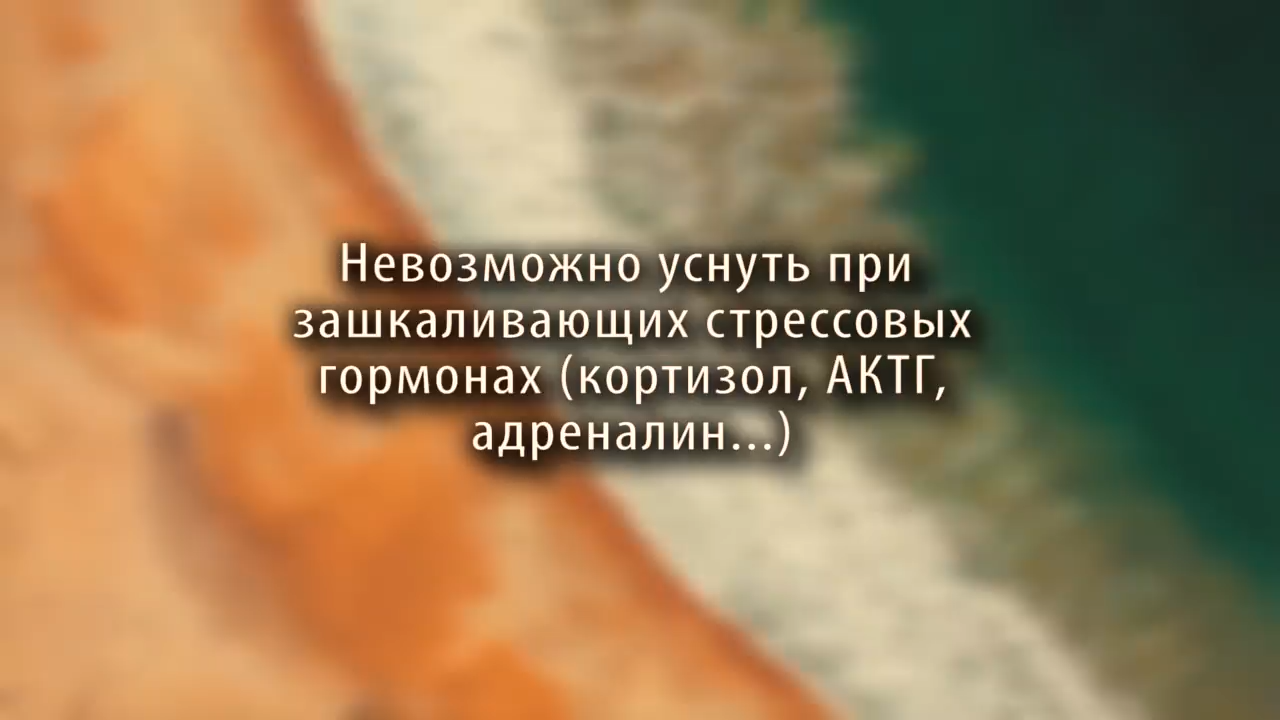 Невозможно уснуть при
зашкаливающих стрессовых
гормонах (кортизол, АКТГ,
адреналин...)